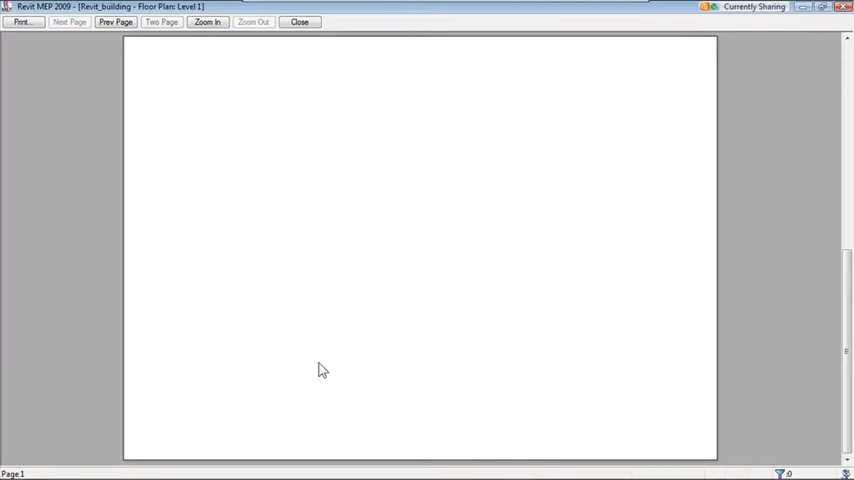 Revit MEP 2009 - [Revit_building - Floor Plan: Level 1]
Currently Sharing
Print... Next Page Prev Page Two Page Zoom In Zoom Out Close
Page 1
:0